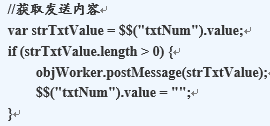 //获取发送内容
var strTxtValue = $$("txtNum").value;
if (strTxtValue.length > 0) {
objWorker.postMessage(strTxtValue);
$$("txtNum").value = "";
}